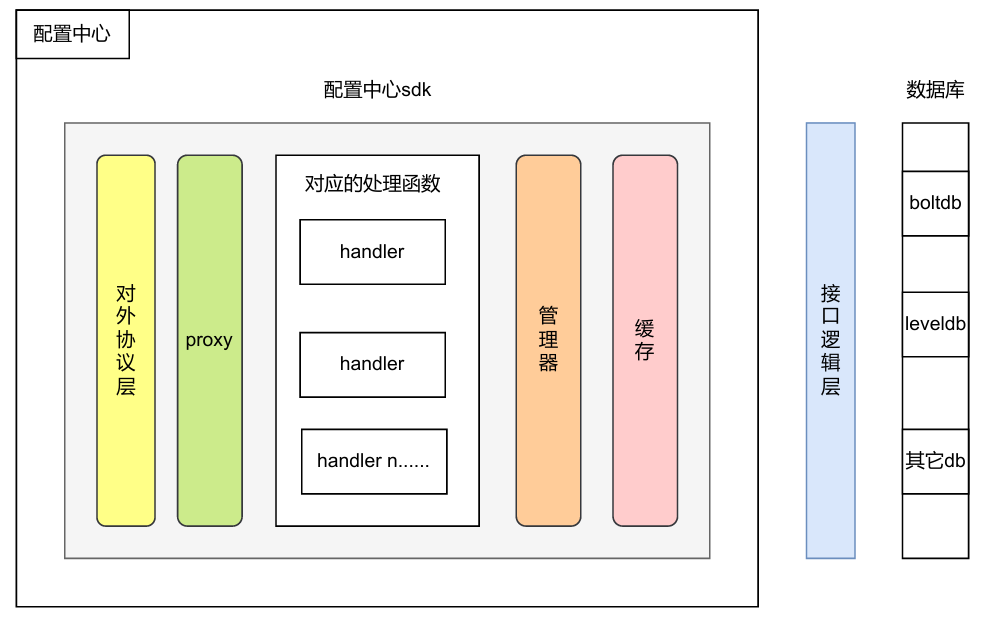 配置中心
配置中心sdk
数据库
对外协议层
proxy
对应的处理函数
handler
handler
handler n......
管理器
缓存
接口逻辑层
boltdb
leveldb
其它db